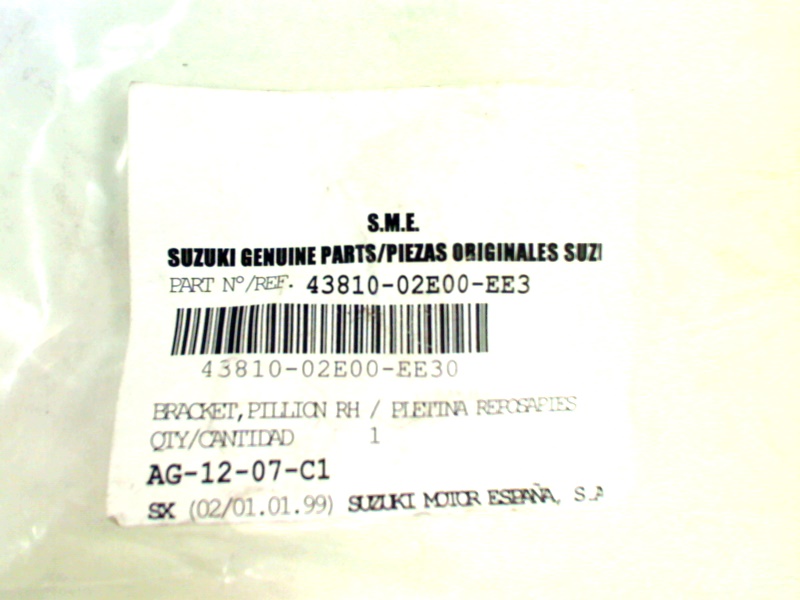 S.M.E.
SUZUKI GENUINE PARTS/PIEZAS ORIGINALES SUZI
PART Nº/REF. 43810-02E00-EE3
43810-02E00-EE30
BRACKET,PILLION RH / PLETINA REPOSAPIES
QTY/CANTIDAD 1
AG-12-07-C1
SX (02/01.01.99) SUZUKI MOTOR ESPAÑA, S.A